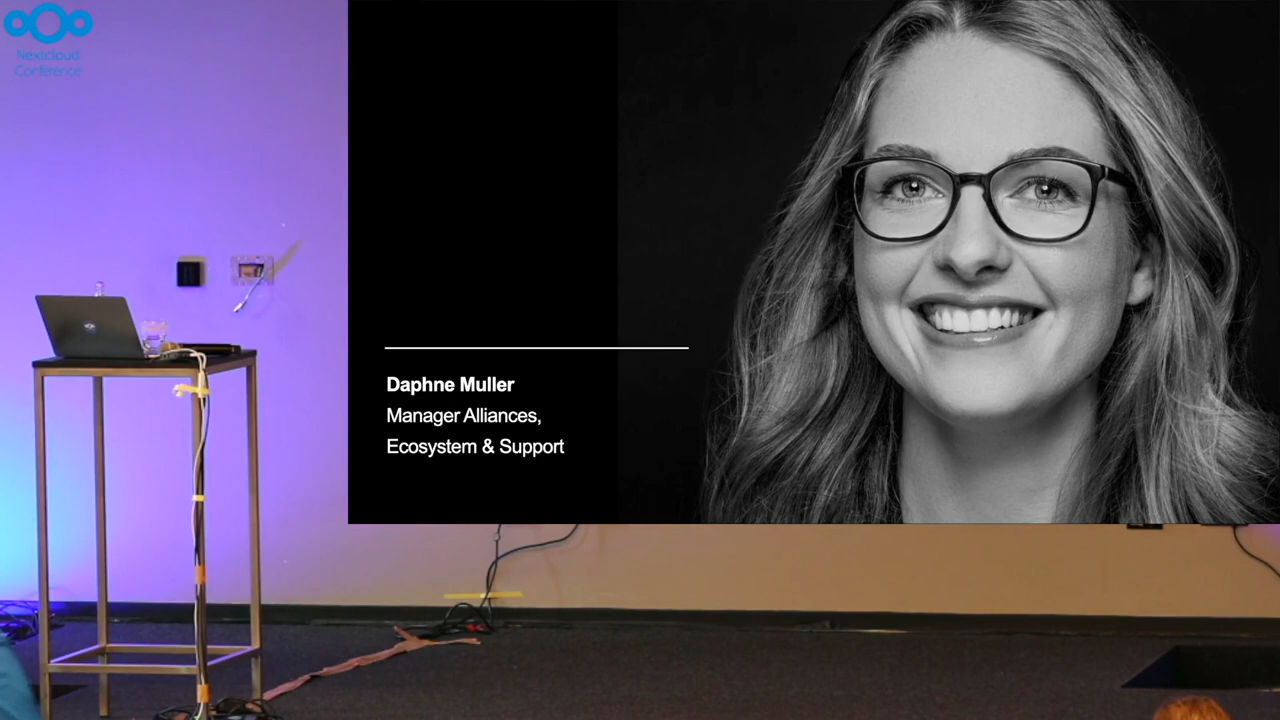 Nextcloud
Conference
Daphne Muller
Manager Alliances,
Ecosystem & Support